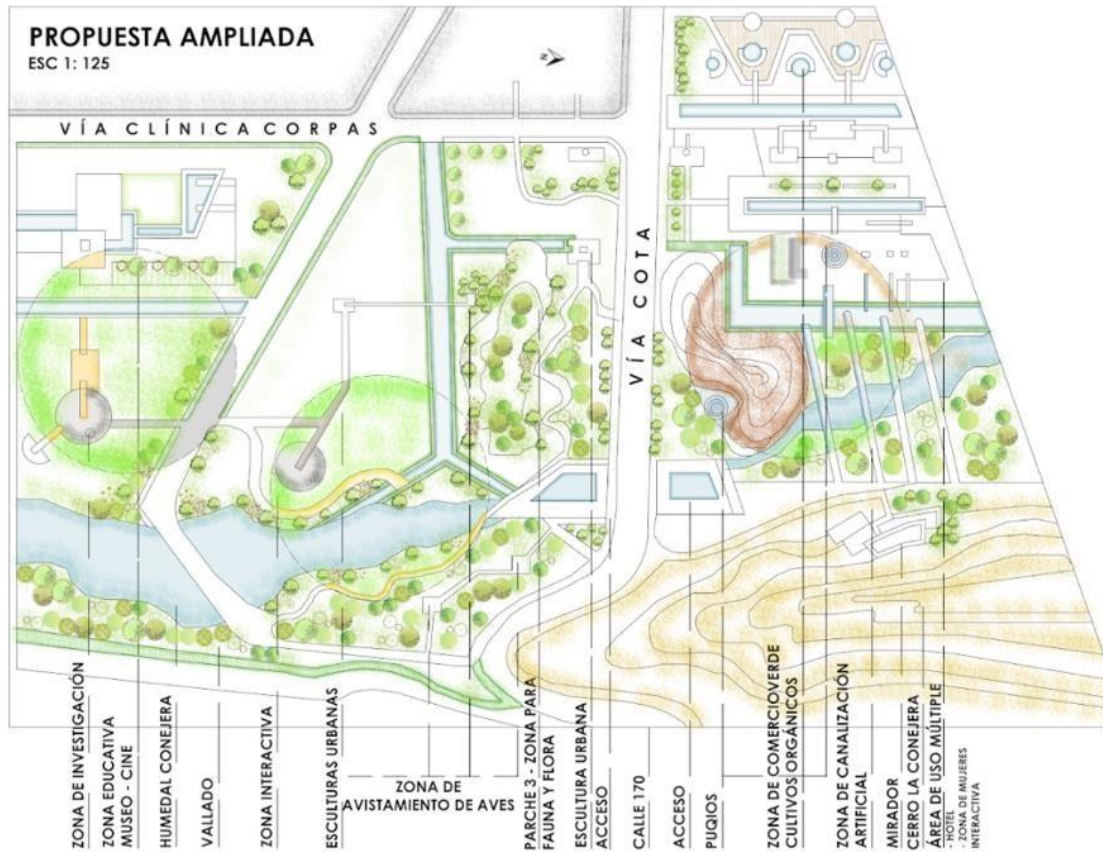 PROPUESTA AMPLIADA
ESC 1: 125
N
VÍA CLÍNICA CORPAS
VÍA COTA
ZONA DE INVESTIGACIÓN
ZONA EDUCATIVA
MUSEO - CINE
HUMEDAL CONEJERA
VALLADO
ZONA INTERACTIVA
ESCULTURAS URBANAS
ZONA DE
AVISTAMIENTO DE AVES
PARCHE 3 - ZONA PARA
FAUNA Y FLORA
ESCULTURA URBANA
ACCESO
CALLE 170
ACCESO
PUQIOS
ZONA DE COMERCIOVERDE
CULTIVOS ORGÁNICOS
ZONA DE CANALIZACIÓN
ARTIFICIAL
MIRADOR
CERRO LA CONEJERA
ÁREA DE USO MÚLTIPLE
- HOTEL
- ZONA DE MUJERES
INTERACTIVA